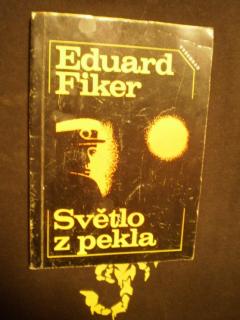 Eduard
Fiker
Světlo
z pekla